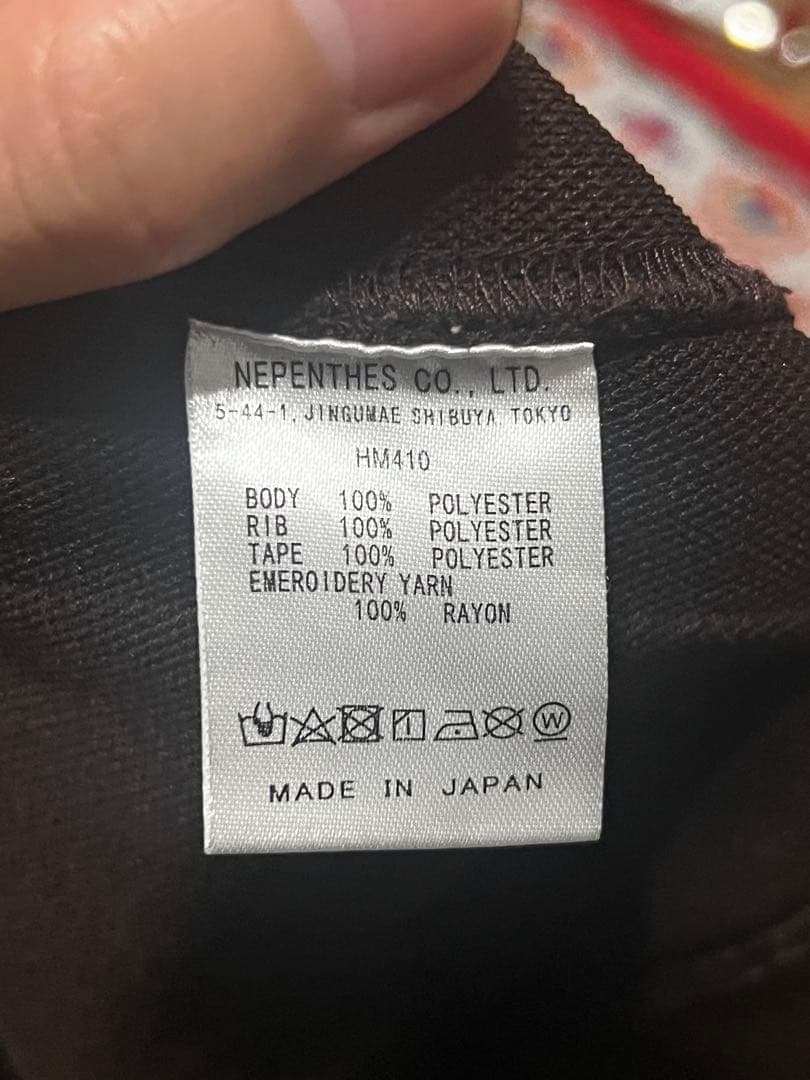 NEPENTHES CO., LTD.
5-44-1, JINGUMAE SHIBUYA TOKYO
HM410
BODY 100% POLYESTER
RIB 100% POLYESTER
TAPE 100% POLYESTER
EMEROIDERY YARN
100% RAYON
W
MADE IN JAPAN